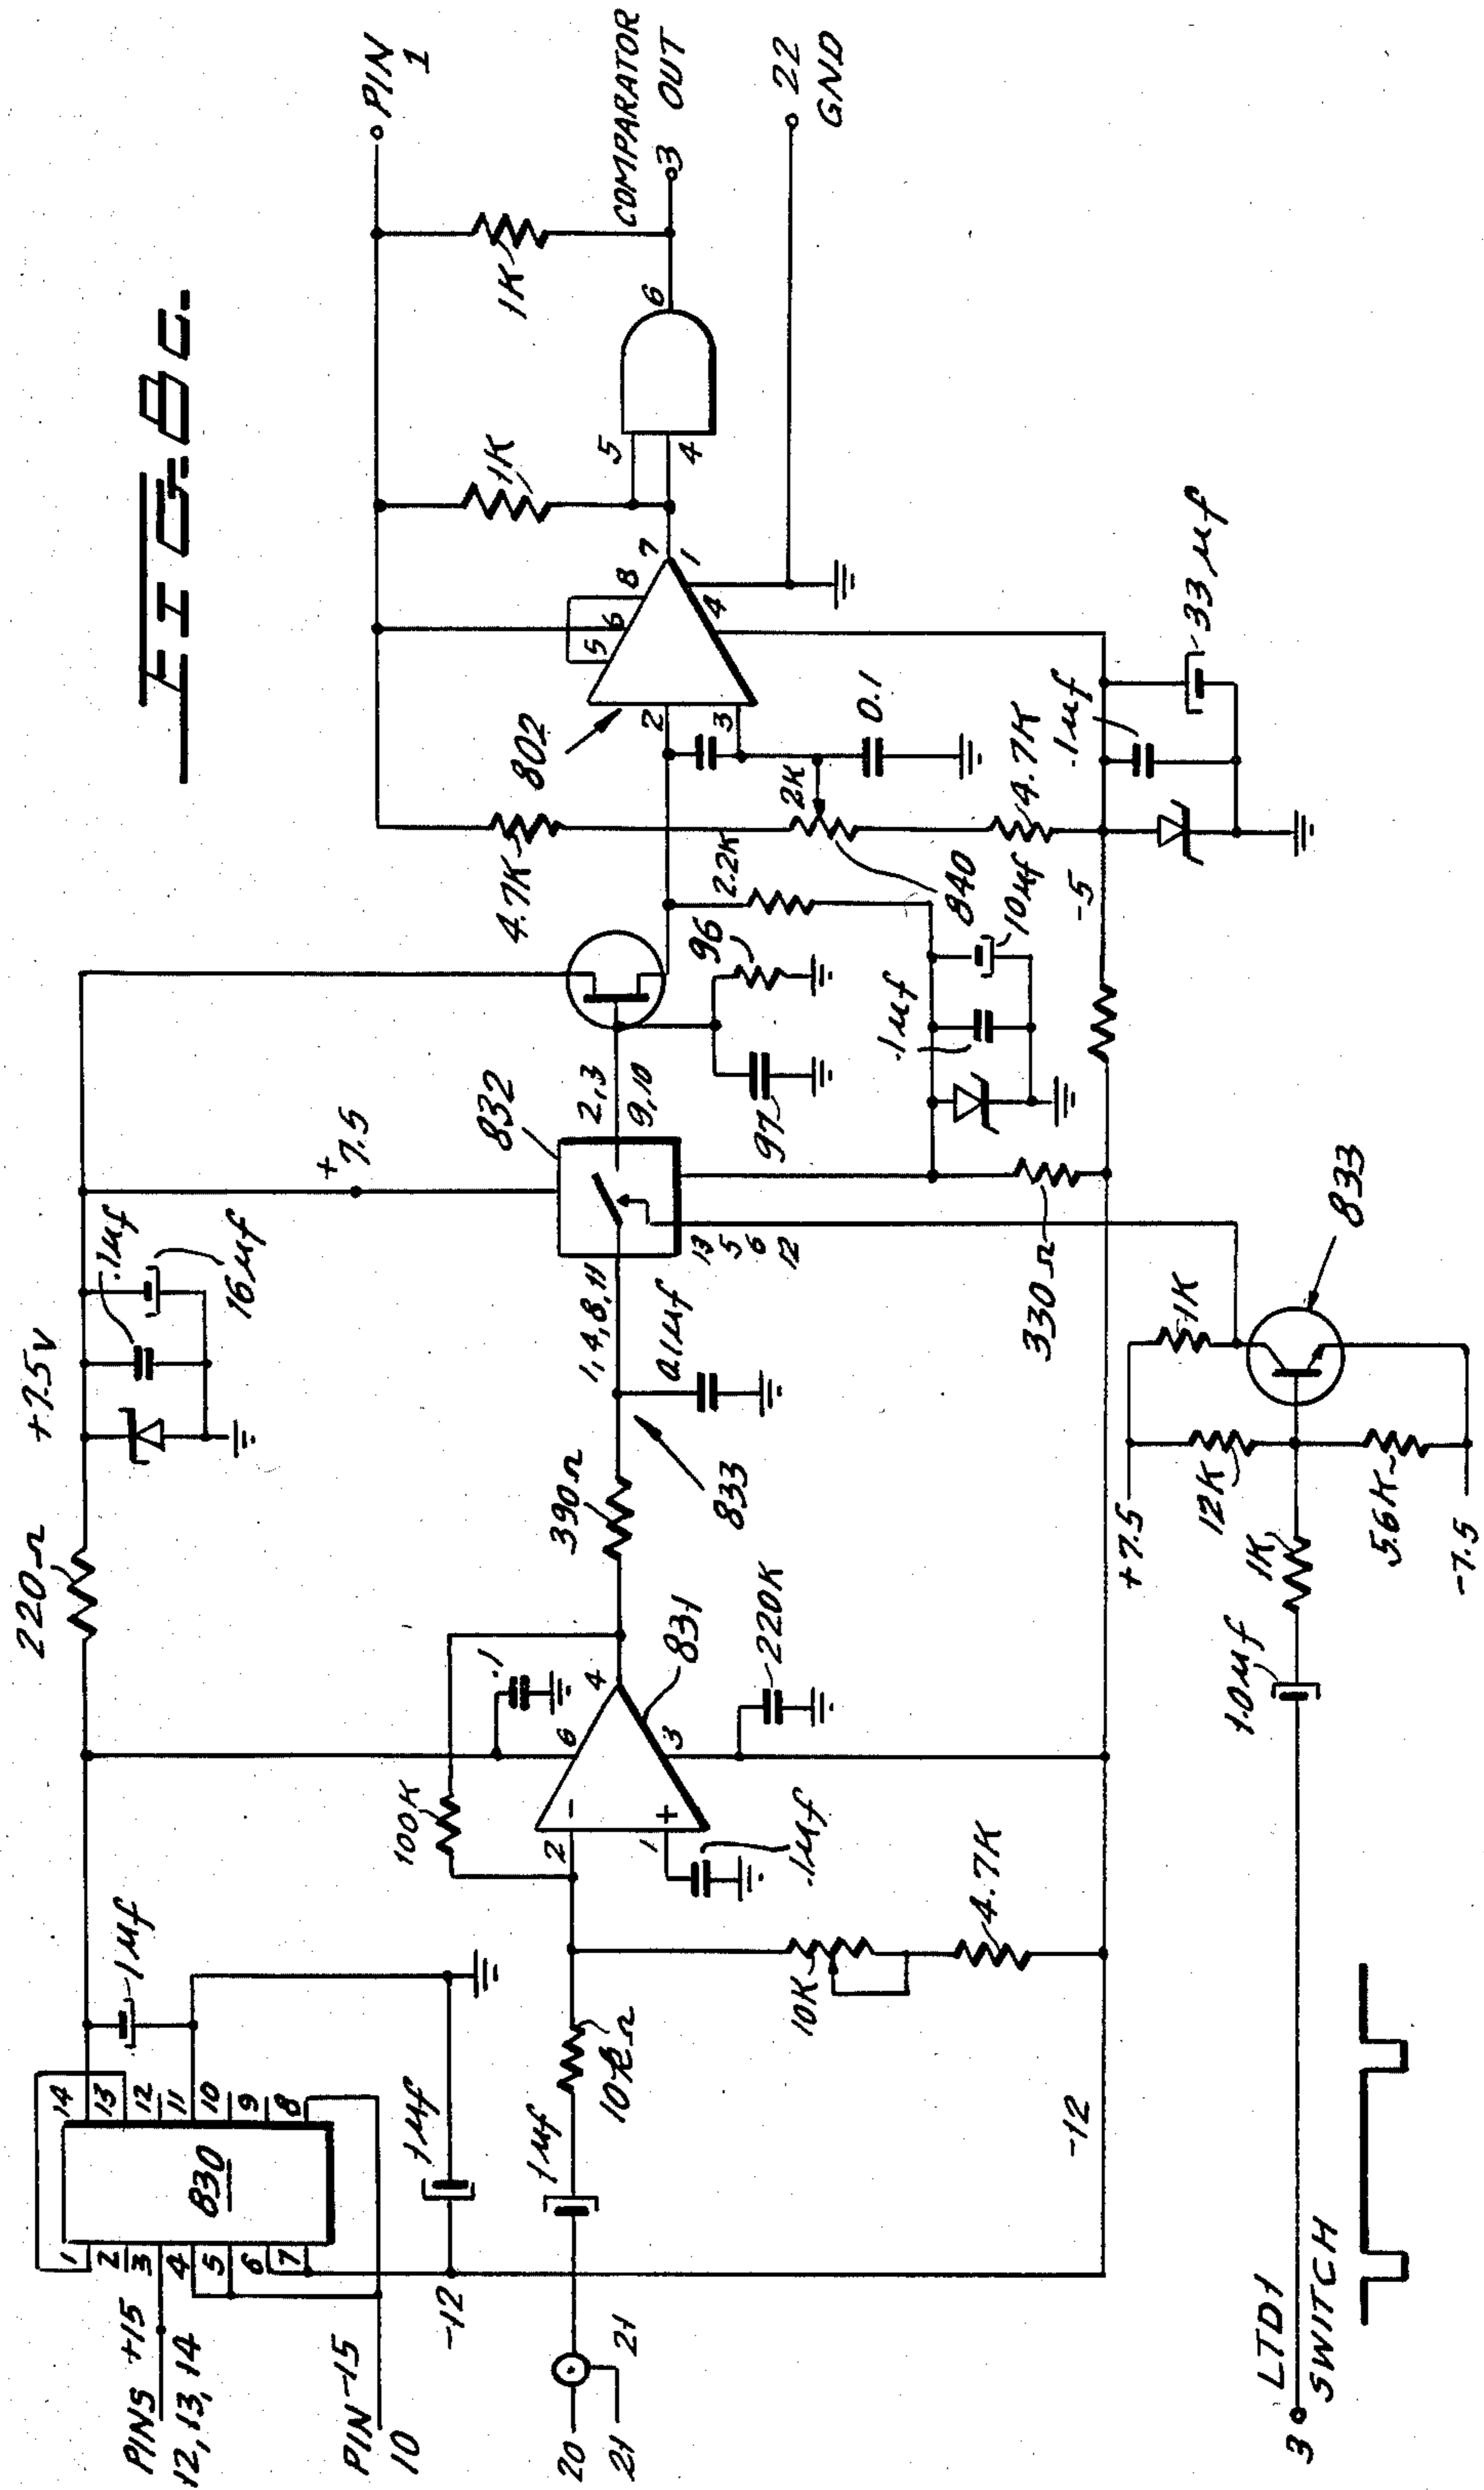 FIG. 8C.
PIN
1
COMPARATOR
3 OUT
22
GND
1K
6
1K
5
4
7
8
6
5
1
4
2
3
802
0.1
2K
4.7K
4.7K
.1µf
33 µf
840
-5
2.2K
10µf
.1µf
96
97
832
2,3
9,10
+
7.5
.1µf
16µf
+7.5V
220Ω
1,4,8,11
13
5
6
12
0.1µf
330Ω
833
1K
12K
+7.5
5.6K
-7.5
1K
1.0µf
390Ω
833
831
.1
220K
4
6
3
2
1
-
+
100K
.1µf
10K
4.7K
1µf
14
13
12
11
10
9
8
830
1
2
3
4
5
6
7
1µf
1µf
10kΩ
-12
-12
PINS +15
12,13,14
PIN -15
10
20
21
21
3
LTD1
SWITCH